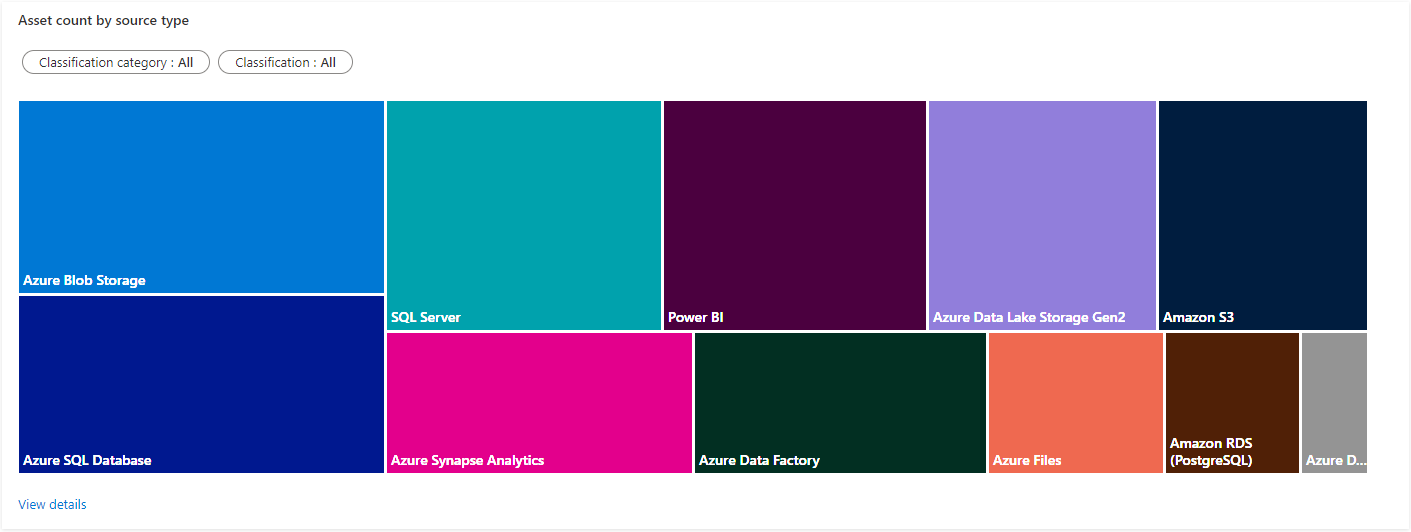 Asset count by source type
Classification category : All
Classification : All
Azure Blob Storage
SQL Server
Power BI
Azure Data Lake Storage Gen2
Amazon S3
Azure SQL Database
Azure Synapse Analytics
Azure Data Factory
Azure Files
Amazon RDS
(PostgreSQL)
Azure D...
View details